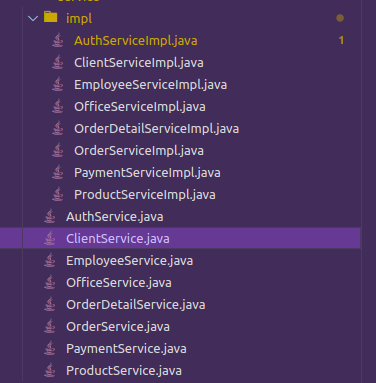 impl
AuthServiceImpl.java 1
ClientServiceImpl.java
EmployeeServiceImpl.java
OfficeServiceImpl.java
OrderDetailServiceImpl.java
OrderServiceImpl.java
PaymentServiceImpl.java
ProductServiceImpl.java
AuthService.java
ClientService.java
EmployeeService.java
OfficeService.java
OrderDetailService.java
OrderService.java
PaymentService.java
ProductService.java